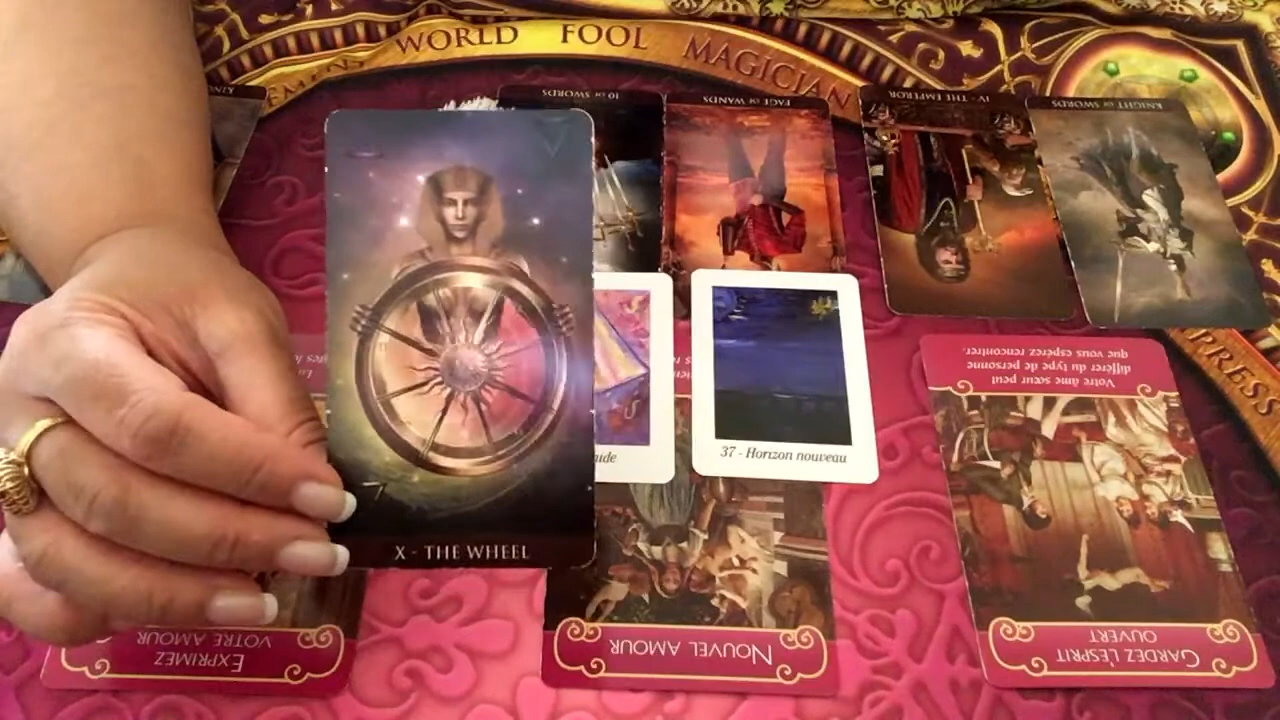 WORLD FOOL MAGICIAN
10 OF SWORDS
PAGE OF WANDS
IV - THE EMPEROR
KNIGHT OF SWORDS
X - THE WHEEL
37 - Horizon nouveau
Votre âme sœur peut
différer du type de personne
que vous espérez rencontrer.
EXPRIMEZ
VOTRE AMOUR
NOUVEL AMOUR
GARDEZ L'ESPRIT
OUVERT